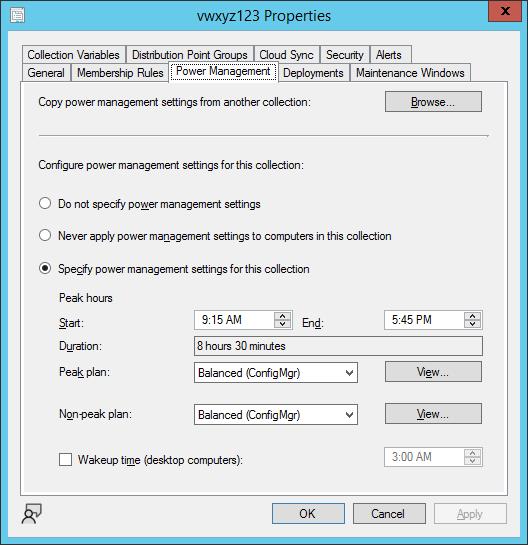 vwxyz123 Properties
X
Collection Variables Distribution Point Groups Cloud Sync Security Alerts
General Membership Rules Power Management Deployments Maintenance Windows
Copy power management settings from another collection: Browse...
Configure power management settings for this collection:
Do not specify power management settings
Never apply power management settings to computers in this collection
Specify power management settings for this collection
Peak hours
Start: 9:15 AM End: 5:45 PM
Duration: 8 hours 30 minutes
Peak plan: Balanced (ConfigMgr) View...
Non-peak plan: Balanced (ConfigMgr) View...
Wakeup time (desktop computers): 3:00 AM
OK Cancel Apply